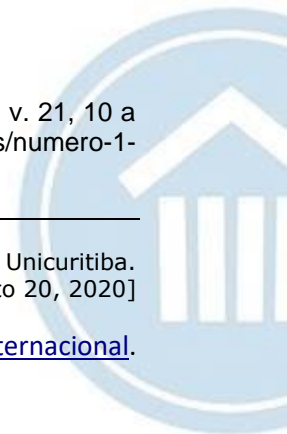 v. 21, 10 a
s/numero-1-
Unicuritiba.
to 20, 2020]
ternacional.